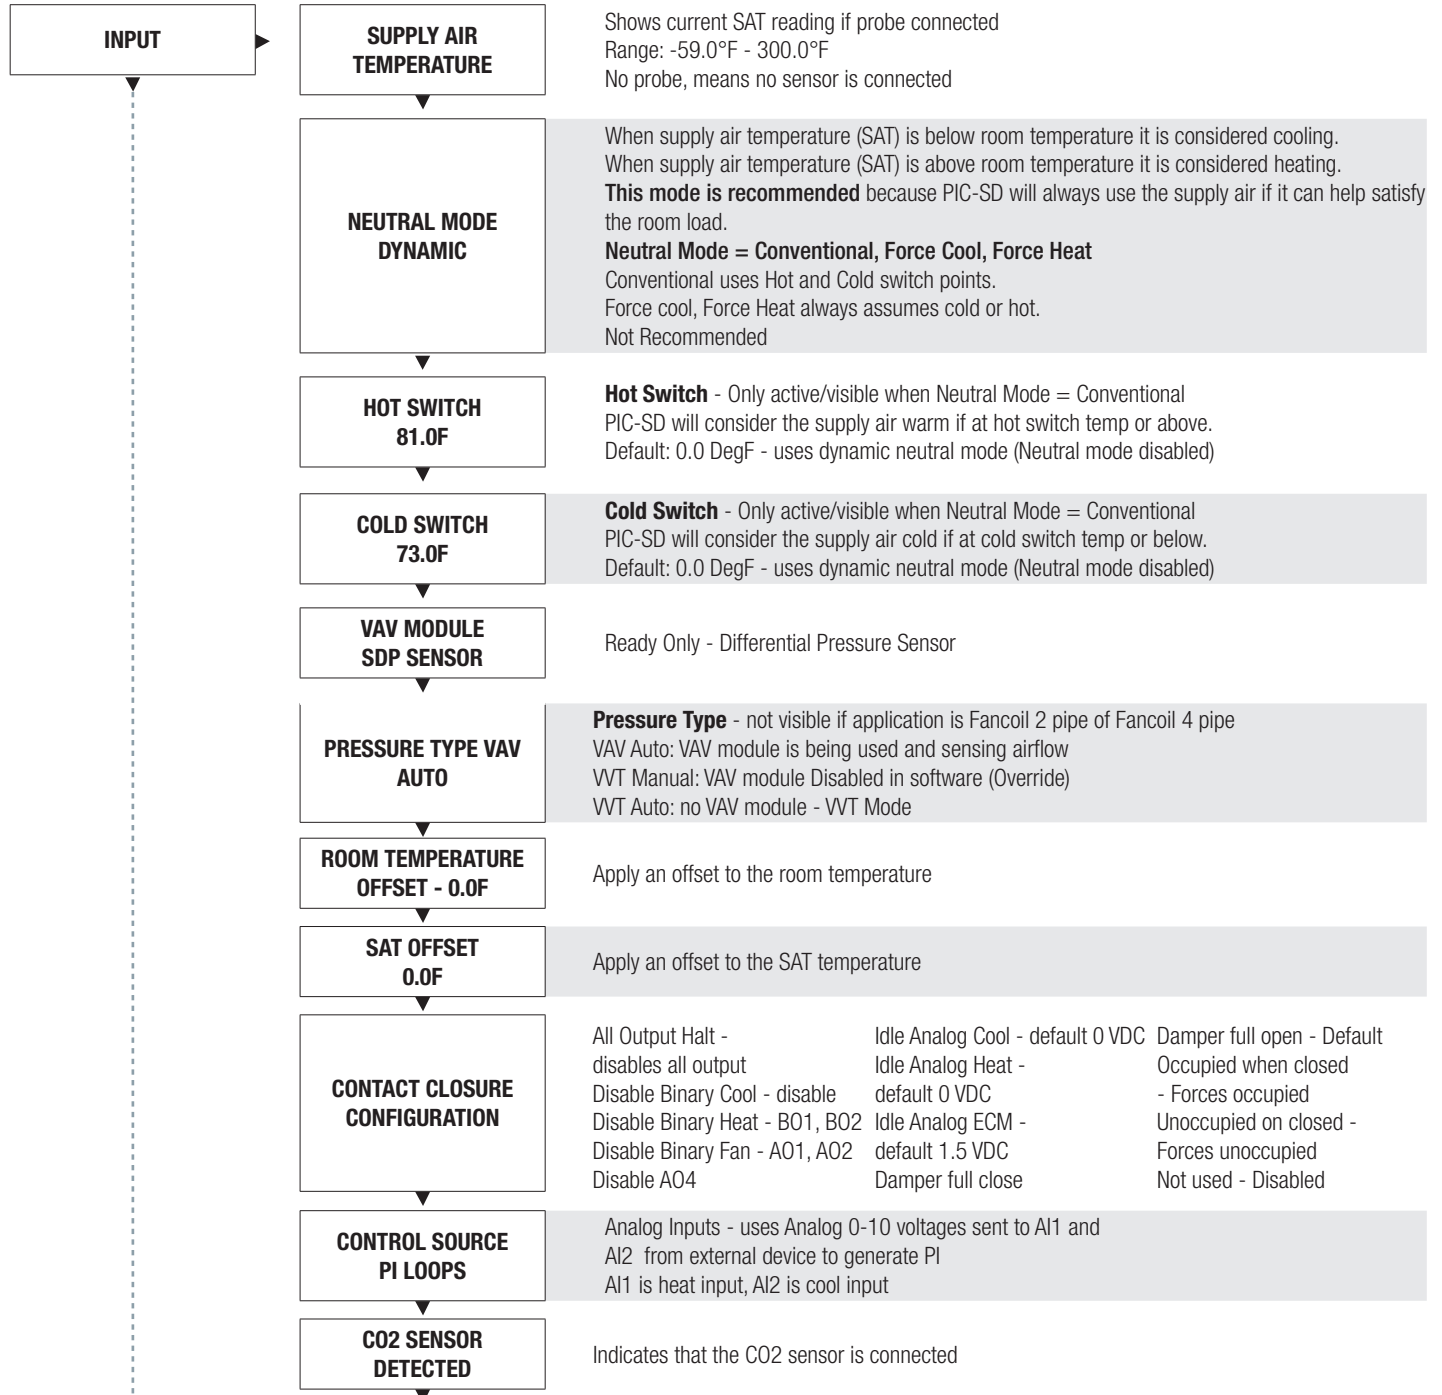 INPUT
SUPPLY AIR
TEMPERATURE
Shows current SAT reading if probe connected
Range: -59.0°F - 300.0°F
No probe, means no sensor is connected
NEUTRAL MODE
DYNAMIC
When supply air temperature (SAT) is below room temperature it is considered cooling.
When supply air temperature (SAT) is above room temperature it is considered heating.
This mode is recommended because PIC-SD will always use the supply air if it can help satisfy
the room load.
Neutral Mode = Conventional, Force Cool, Force Heat
Conventional uses Hot and Cold switch points.
Force cool, Force Heat always assumes cold or hot.
Not Recommended
HOT SWITCH
81.0F
Hot Switch - Only active/visible when Neutral Mode = Conventional
PIC-SD will consider the supply air warm if at hot switch temp or above.
Default: 0.0 DegF - uses dynamic neutral mode (Neutral mode disabled)
COLD SWITCH
73.0F
Cold Switch - Only active/visible when Neutral Mode = Conventional
PIC-SD will consider the supply air cold if at cold switch temp or below.
Default: 0.0 DegF - uses dynamic neutral mode (Neutral mode disabled)
VAV MODULE
SDP SENSOR
Ready Only - Differential Pressure Sensor
PRESSURE TYPE VAV
AUTO
Pressure Type - not visible if application is Fancoil 2 pipe of Fancoil 4 pipe
VAV Auto: VAV module is being used and sensing airflow
VVT Manual: VAV module Disabled in software (Override)
VVT Auto: no VAV module - VVT Mode
ROOM TEMPERATURE
OFFSET - 0.0F
Apply an offset to the room temperature
SAT OFFSET
0.0F
Apply an offset to the SAT temperature
CONTACT CLOSURE
CONFIGURATION
All Output Halt -
disables all output
Disable Binary Cool - disable
Disable Binary Heat - BO1, BO2
Disable Binary Fan - AO1, AO2
Disable AO4
Idle Analog Cool - default 0 VDC
Idle Analog Heat -
default 0 VDC
Idle Analog ECM -
default 1.5 VDC
Damper full close
Damper full open - Default
Occupied when closed
- Forces occupied
Unoccupied on closed -
Forces unoccupied
Not used - Disabled
CONTROL SOURCE
PI LOOPS
Analog Inputs - uses Analog 0-10 voltages sent to AI1 and
AI2 from external device to generate PI
AI1 is heat input, AI2 is cool input
CO2 SENSOR
DETECTED
Indicates that the CO2 sensor is connected